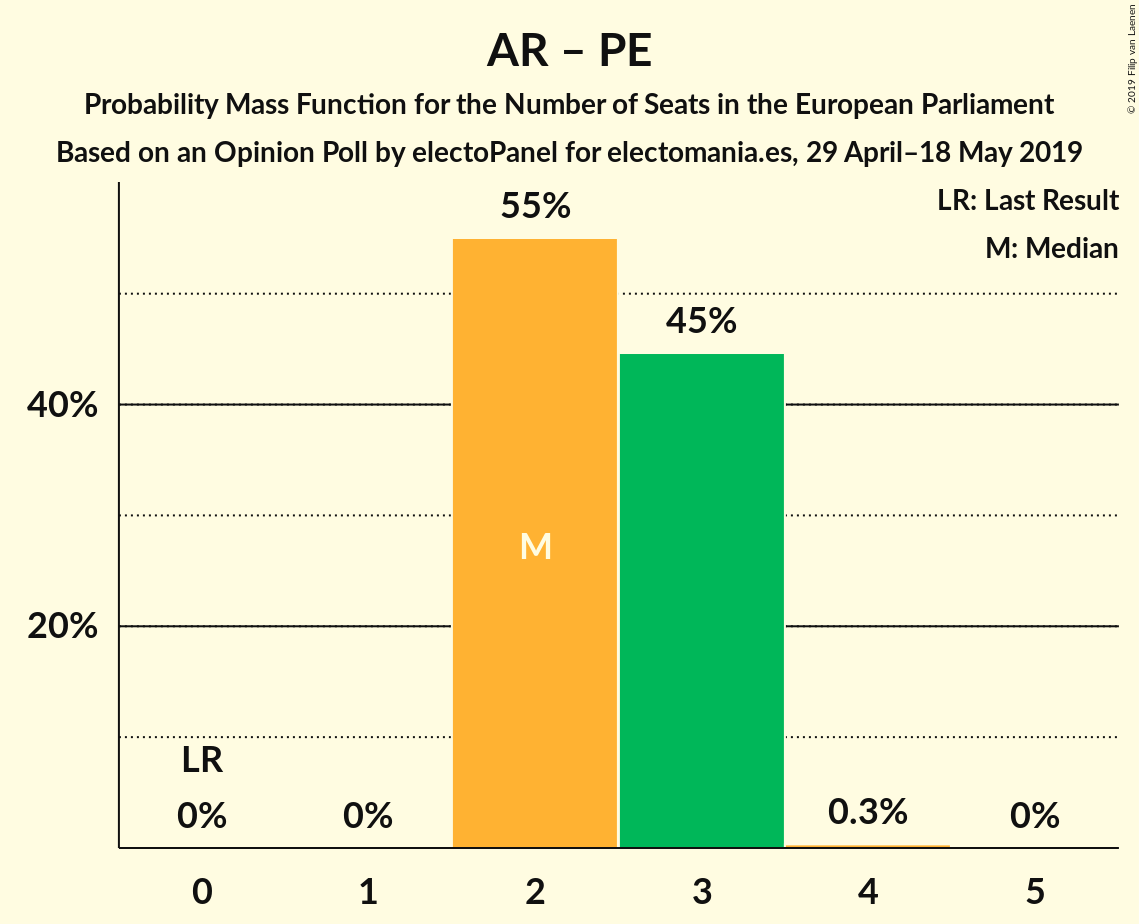 AR – PE
Probability Mass Function for the Number of Seats in the European Parliament
Based on an Opinion Poll by electoPanel for electomania.es, 29 April–18 May 2019
© 2019 Filip van Laenen
LR: Last Result
M: Median
55%
45%
40%
M
20%
LR
0%
0%
0.3%
0%
0
1
2
3
4
5